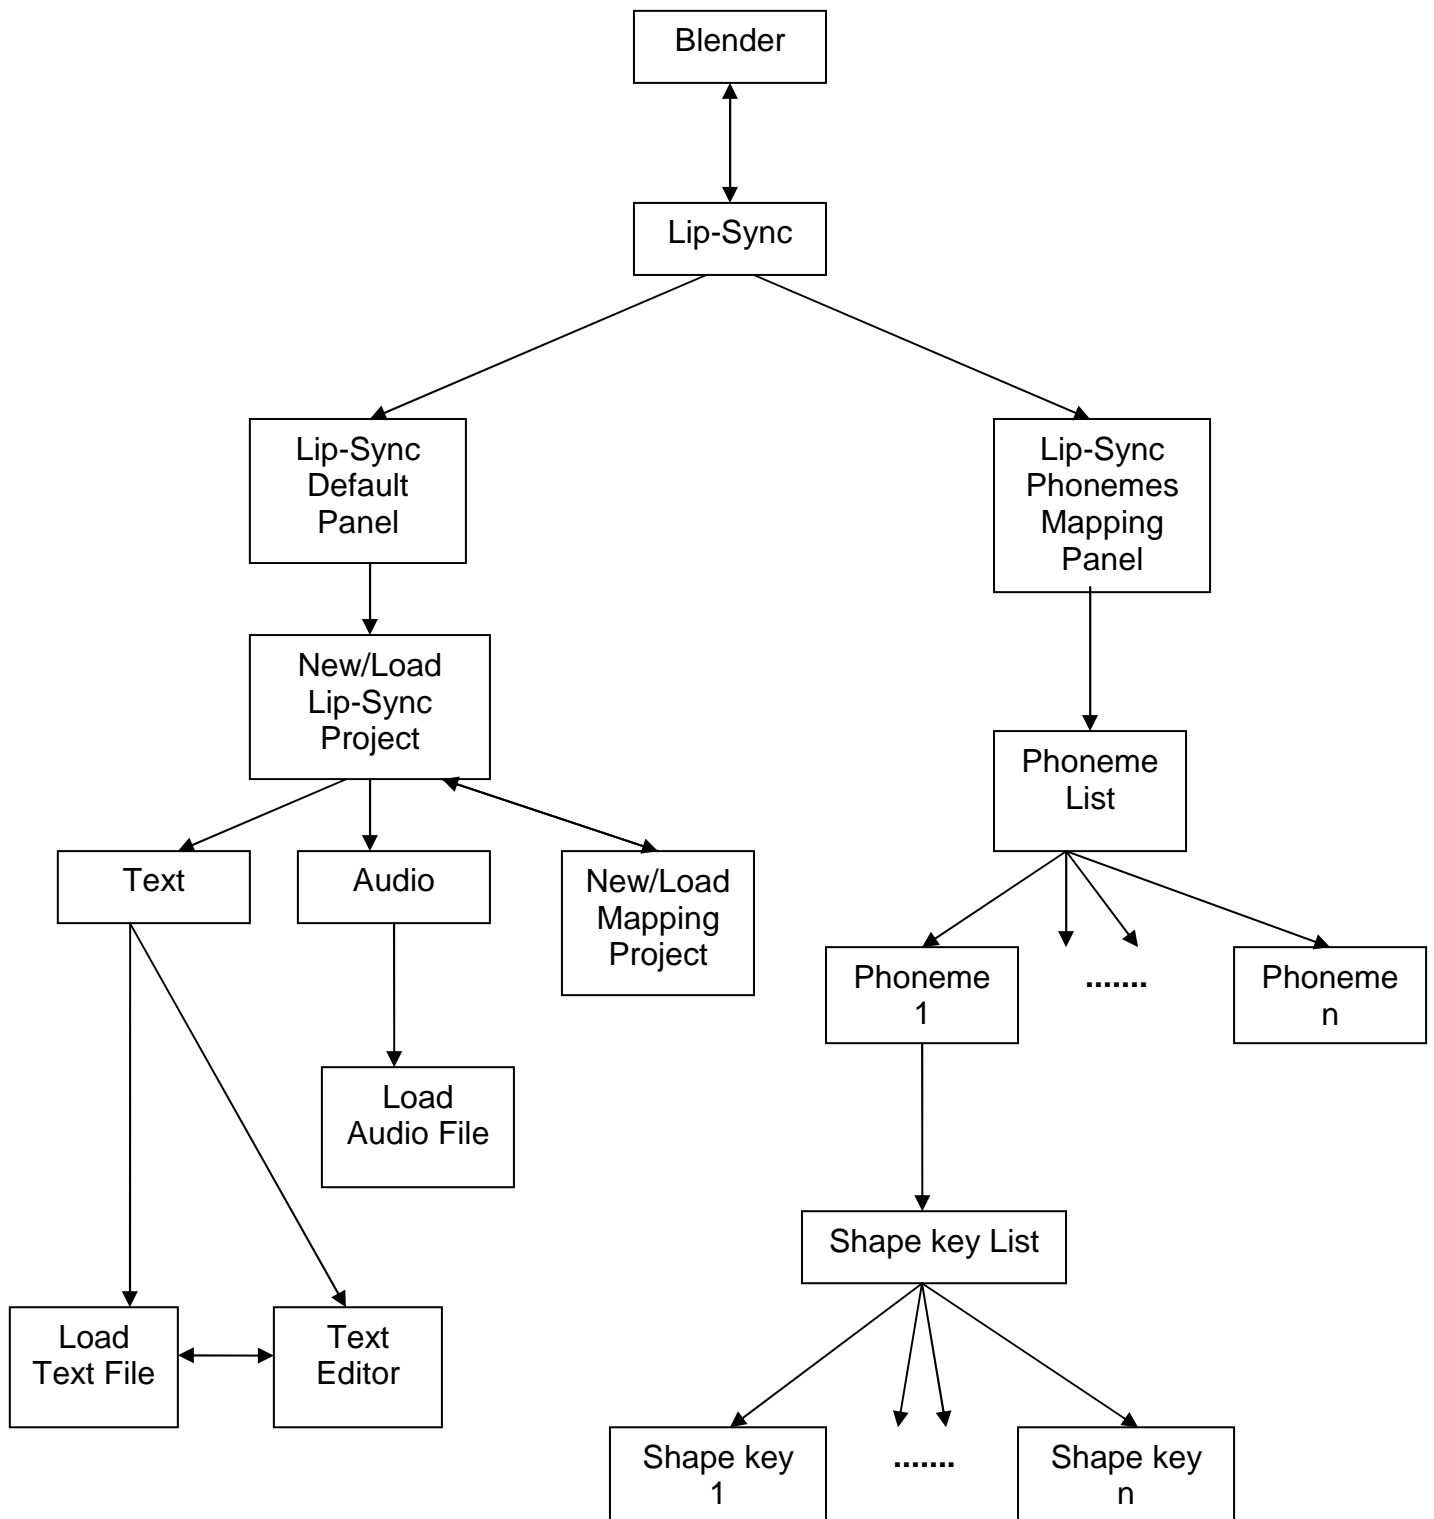 Blender
Lip-Sync
Lip-Sync
Default
Panel
Lip-Sync
Phonemes
Mapping
Panel
New/Load
Lip-Sync
Project
Phoneme
List
Text
Audio
New/Load
Mapping
Project
Phoneme
1
.......
Phoneme
n
Load
Audio File
Shape key List
Load
Text File
Text
Editor
Shape key
1
.......
Shape key
n